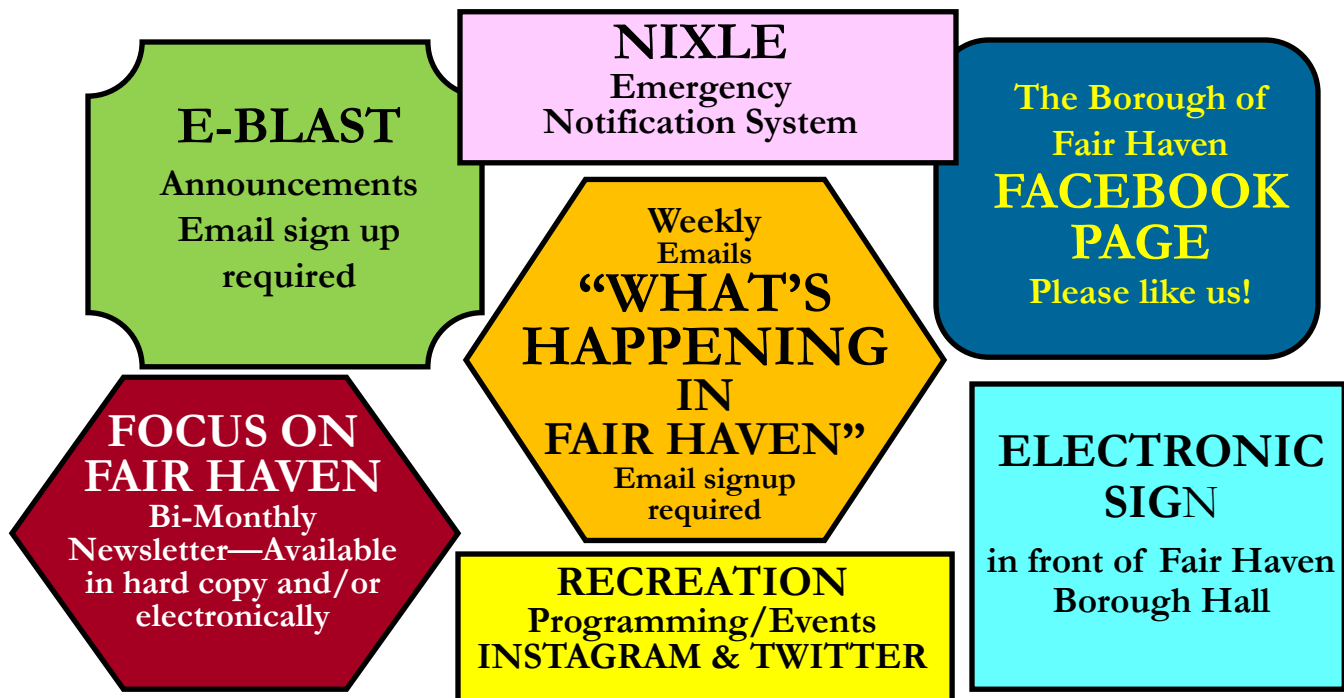 E-BLAST
Announcements
Email sign up
required
NIXLE
Emergency
Notification System
The Borough of
Fair Haven
FACEBOOK
PAGE
Please like us!
Weekly
Emails
“WHAT’S
HAPPENING
IN
FAIR HAVEN”
Email signup
required
FOCUS ON
FAIR HAVEN
Bi-Monthly
Newsletter—Available
in hard copy and/or
electronically
RECREATION
Programming/Events
INSTAGRAM & TWITTER
ELECTRONIC
SIGN
in front of Fair Haven
Borough Hall